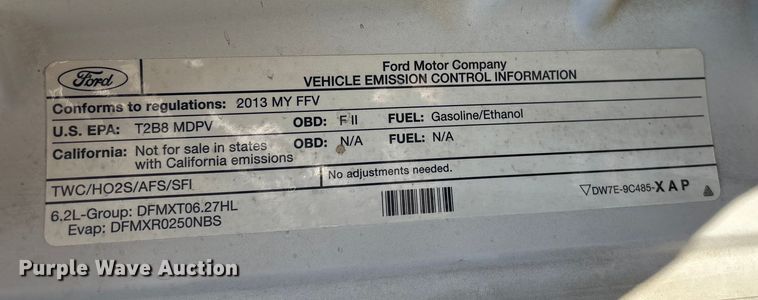 Ford
Ford Motor Company
VEHICLE EMISSION CONTROL INFORMATION
Conforms to regulations: 2013 MY FFV
U.S. EPA: T2B8 MDPV OBD: F II FUEL: Gasoline/Ethanol
California: Not for sale in states with California emissions OBD: N/A FUEL: N/A
TWC/HO2S/AFS/SFI
No adjustments needed.
6.2L-Group: DFMXT06.27HL
Evap: DFMXR0250NBS
▽DW7E-9C485-XAP
Purple Wave Auction